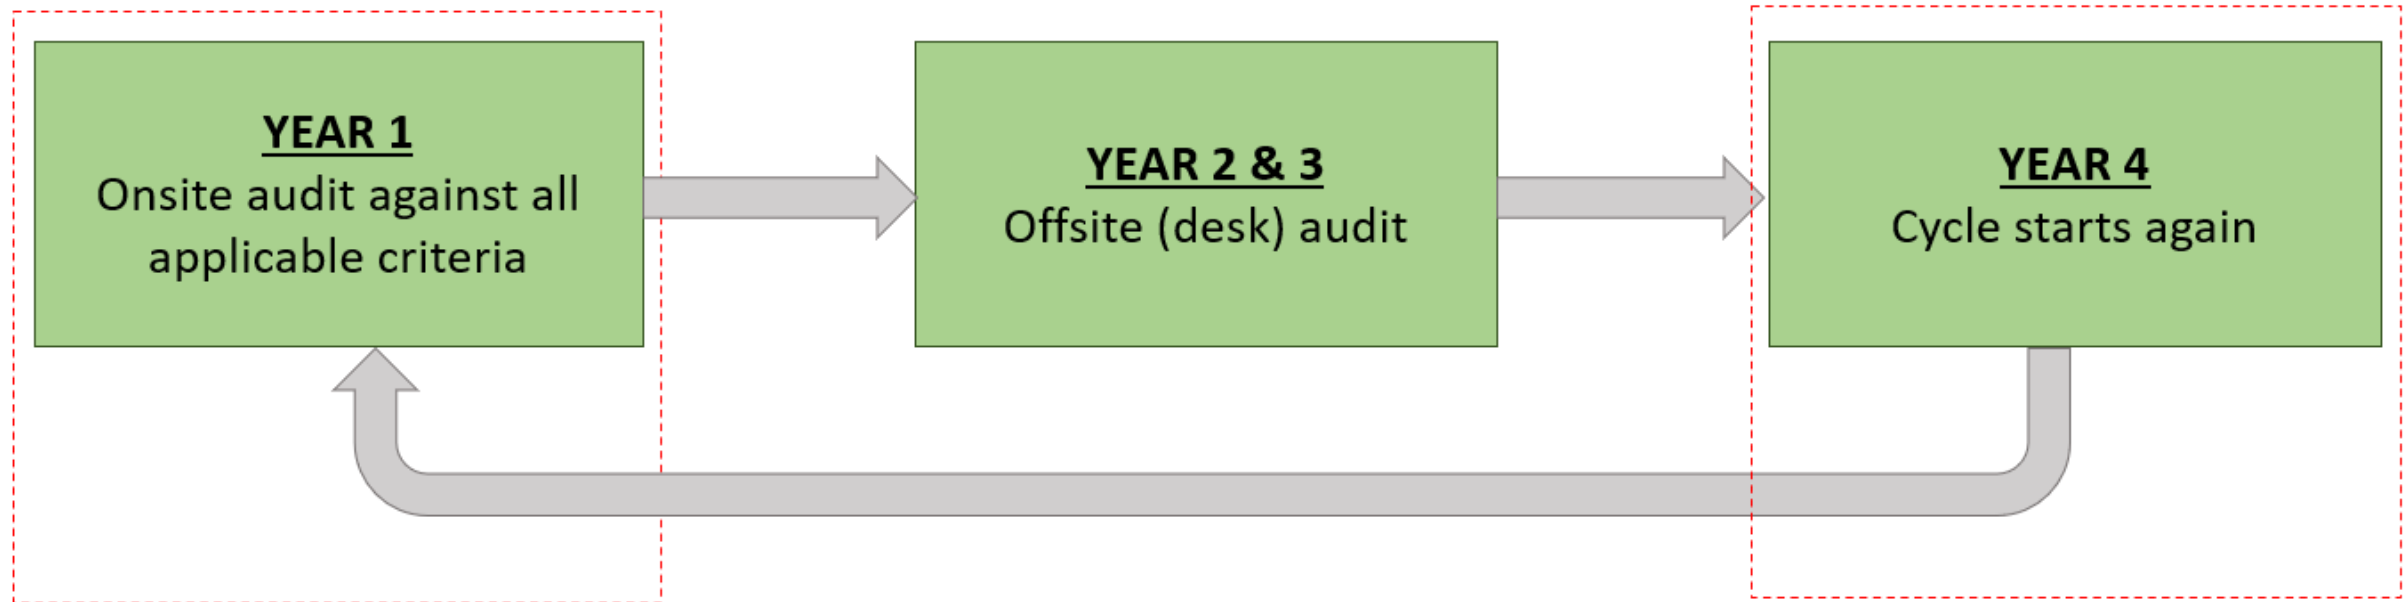 YEAR 1
Onsite audit against all
applicable criteria
YEAR 2 & 3
Offsite (desk) audit
YEAR 4
Cycle starts again